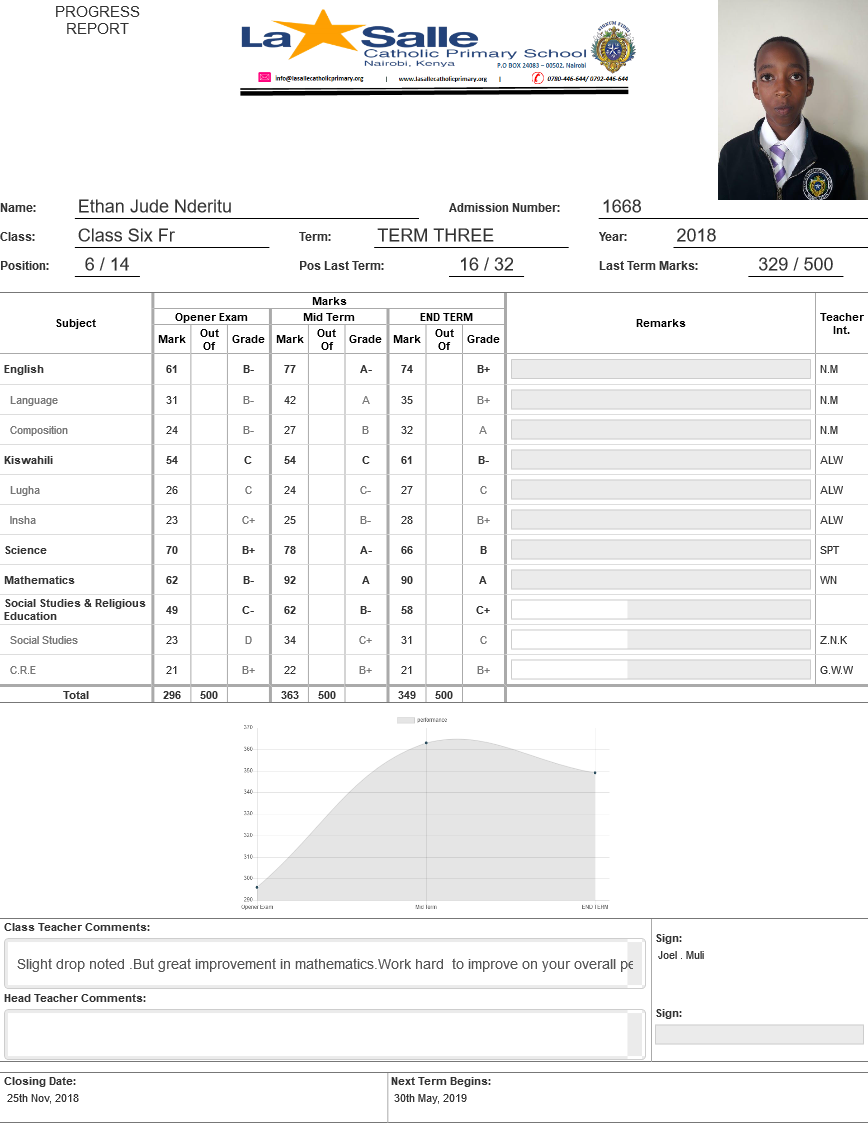 PROGRESS
REPORT
La Salle
Catholic Primary School
Nairobi, Kenya
P.O BOX 24083 – 00502, Nairobi
info@lasallecatholicprimary.org | www.lasallecatholicprimary.org | 0780-446-644/ 0792-446-644
Name: Ethan Jude Nderitu Admission Number: 1668
Class: Class Six Fr Term: TERM THREE Year: 2018
Position: 6 / 14 Pos Last Term: 16 / 32 Last Term Marks: 329 / 500
Subject Marks Remarks Teacher Int.
Opener Exam Mid Term END TERM
Mark Out Of Grade Mark Out Of Grade Mark Out Of Grade
English 61 B- 77 A- 74 B+ N.M
Language 31 B- 42 A 35 B+ N.M
Composition 24 B- 27 B 32 A N.M
Kiswahili 54 C 54 C 61 B- ALW
Lugha 26 C 24 C- 27 C ALW
Insha 23 C+ 25 B- 28 B+ ALW
Science 70 B+ 78 A- 66 B SPT
Mathematics 62 B- 92 A 90 A WN
Social Studies & Religious
Education 49 C- 62 B- 58 C+
Social Studies 23 D 34 C+ 31 C Z.N.K
C.R.E 21 B+ 22 B+ 21 B+ G.W.W
Total 296 500 363 500 349 500
performance
370
360
350
340
330
320
310
300
290
Opener Exam Mid Term END TERM
Class Teacher Comments:
Slight drop noted .But great improvement in mathematics.Work hard to improve on your overall pe
Sign:
Joel . Muli
Head Teacher Comments:
Sign:
Closing Date: Next Term Begins:
25th Nov, 2018 30th May, 2019